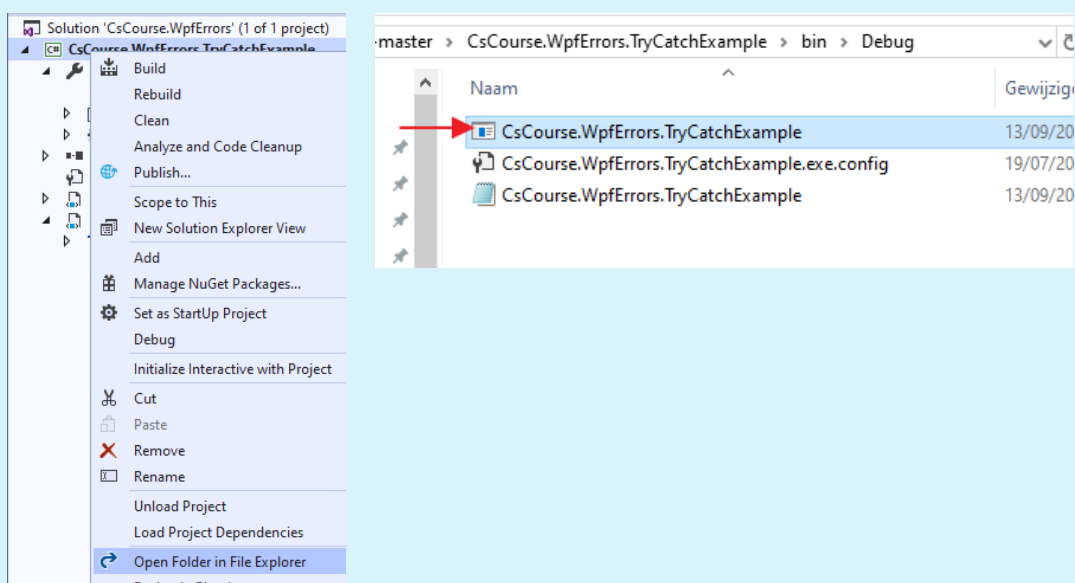 Solution 'CsCourse.WpfErrors' (1 of 1 project)
C# CsCourse.WpfErrors.TryCatchExample
Build
Rebuild
Clean
Analyze and Code Cleanup
Publish...
Scope to This
New Solution Explorer View
Add
Manage NuGet Packages...
Set as StartUp Project
Debug
Initialize Interactive with Project
Cut
Paste
Remove
Rename
Unload Project
Load Project Dependencies
Open Folder in File Explorer
-master > CsCourse.WpfErrors.TryCatchExample > bin > Debug
Naam Gewijzig
CsCourse.WpfErrors.TryCatchExample 13/09/20
CsCourse.WpfErrors.TryCatchExample.exe.config 19/07/20
CsCourse.WpfErrors.TryCatchExample 13/09/20